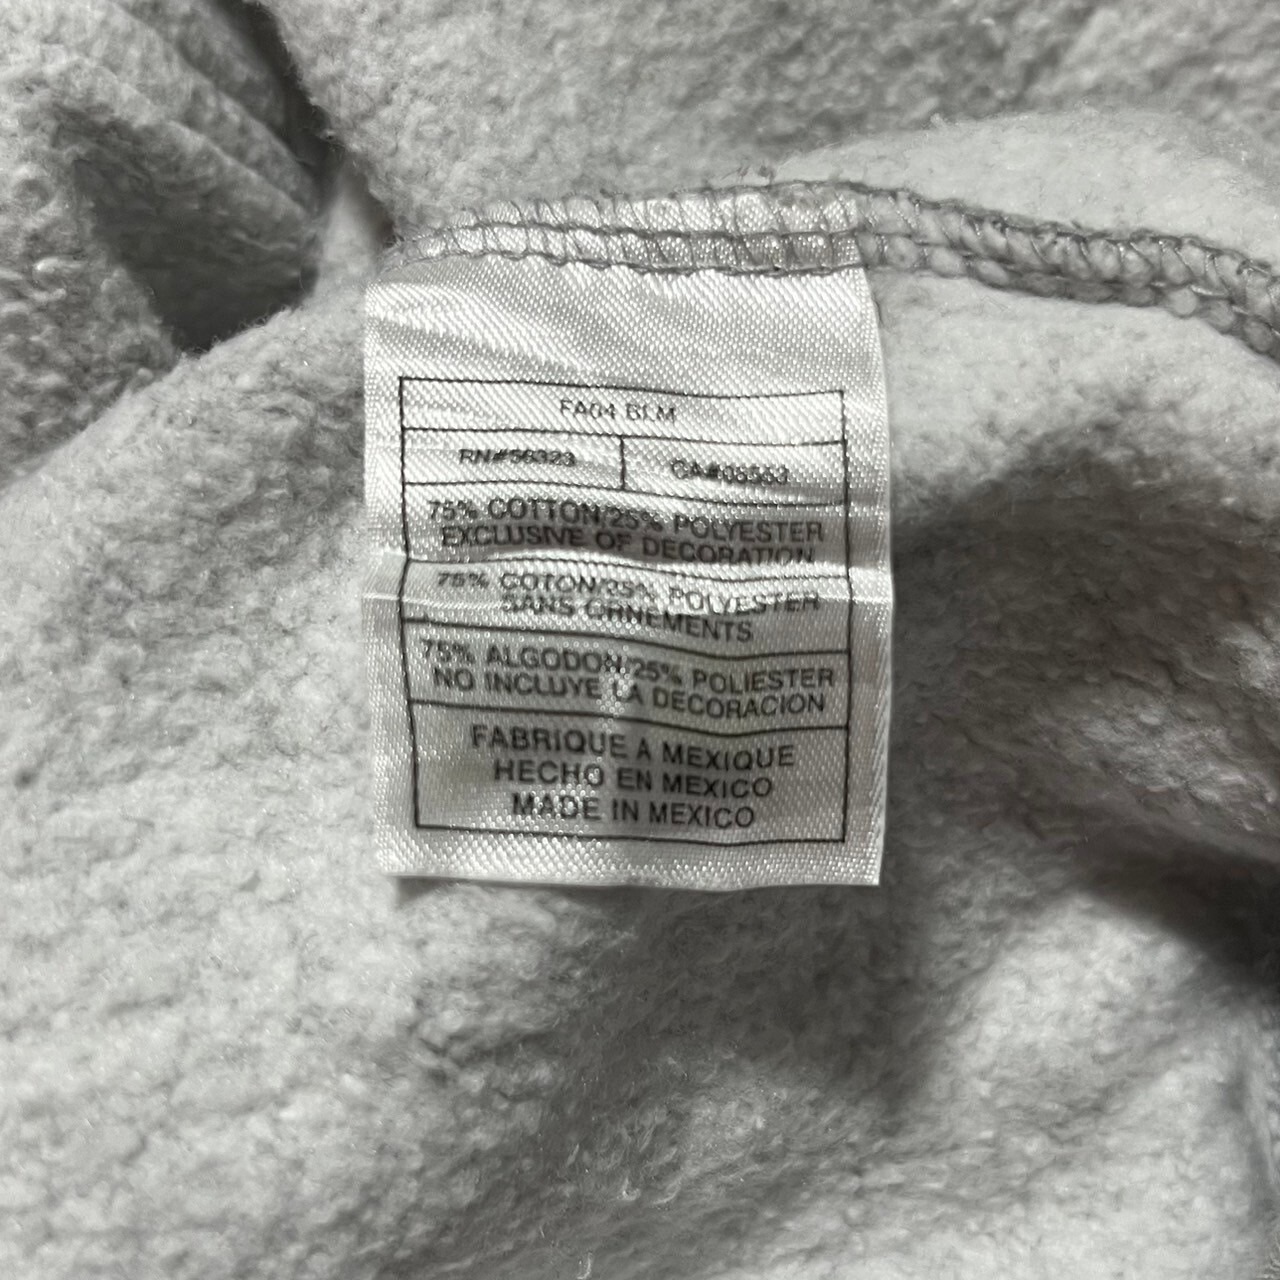 FA04 BLM
RN#56323
CA#05553
75% COTTON/25% POLYESTER
EXCLUSIVE OF DECORATION
75% COTON/25% POLYESTER
SANS ORNEMENTS
75% ALGODON/25% POLIESTER
NO INCLUYE LA DECORACION
FABRIQUE A MEXIQUE
HECHO EN MEXICO
MADE IN MEXICO